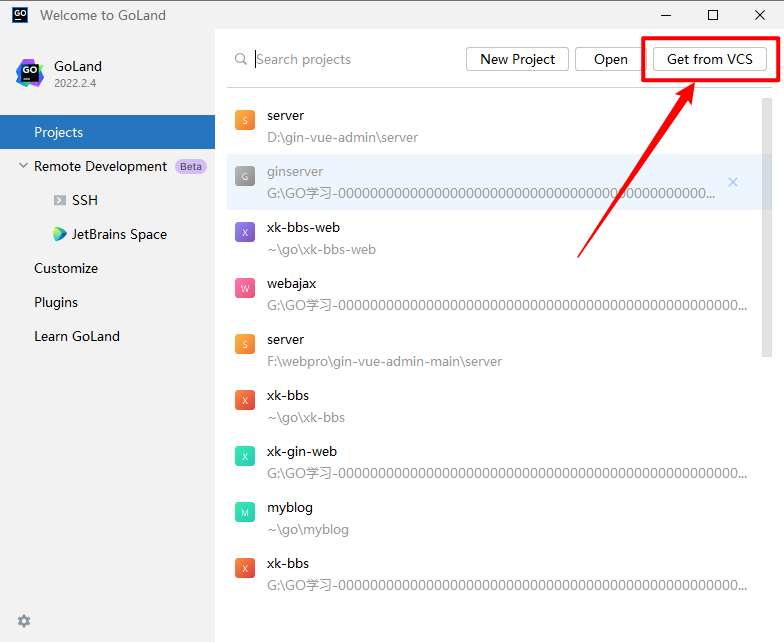 GO Welcome to GoLand
GO GoLand
2022.2.4
Search projects
New Project
Open
Get from VCS
Projects
Remote Development Beta
SSH
JetBrains Space
Customize
Plugins
Learn GoLand
S server
D:\gin-vue-admin\server
G ginserver
G:\GO学习-00000000000000000000000000000000000000000000000...
X xk-bbs-web
~\go\xk-bbs-web
W webajax
G:\GO学习-000000000000000000000000000000000000000000000000000...
S server
F:\webpro\gin-vue-admin-main\server
X xk-bbs
~\go\xk-bbs
X xk-gin-web
G:\GO学习-000000000000000000000000000000000000000000000000000...
M myblog
~\go\myblog
X xk-bbs
G:\GO学习-000000000000000000000000000000000000000000000000000...